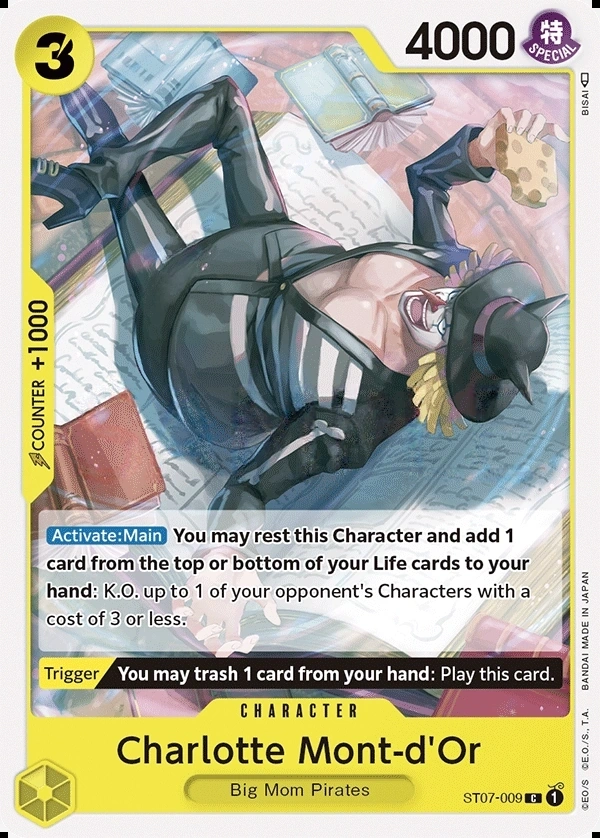 3
4000
特
SPECIAL
BISAI
COUNTER +1000
Activate:Main You may rest this Character and add 1
card from the top or bottom of your Life cards to your
hand: K.O. up to 1 of your opponent's Characters with a
cost of 3 or less.
Trigger You may trash 1 card from your hand: Play this card.
CHARACTER
Charlotte Mont-d'Or
Big Mom Pirates
ST07-009 C 1
©E.O/S ©E.O./S., T.A. BANDAI MADE IN JAPAN